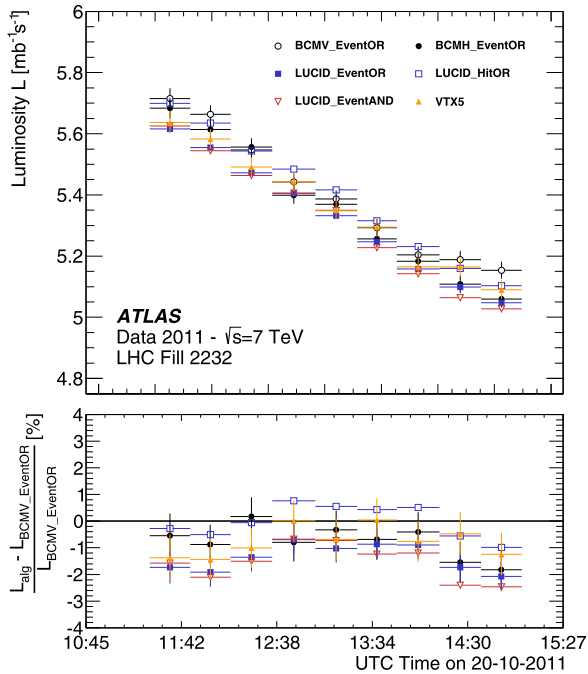 Luminosity L [mb⁻¹s⁻¹]
6
5.8
5.6
5.4
5.2
5
4.8
BCMV_EventOR
BCMH_EventOR
LUCID_EventOR
LUCID_HitOR
LUCID_EventAND
VTX5
ATLAS
Data 2011 - √s=7 TeV
LHC Fill 2232
L_alg - L_BCMV_EventOR
L_BCMV_EventOR
[%]
4
3
2
1
0
-1
-2
-3
-4
10:45 11:42 12:38 13:34 14:30 15:27
UTC Time on 20-10-2011